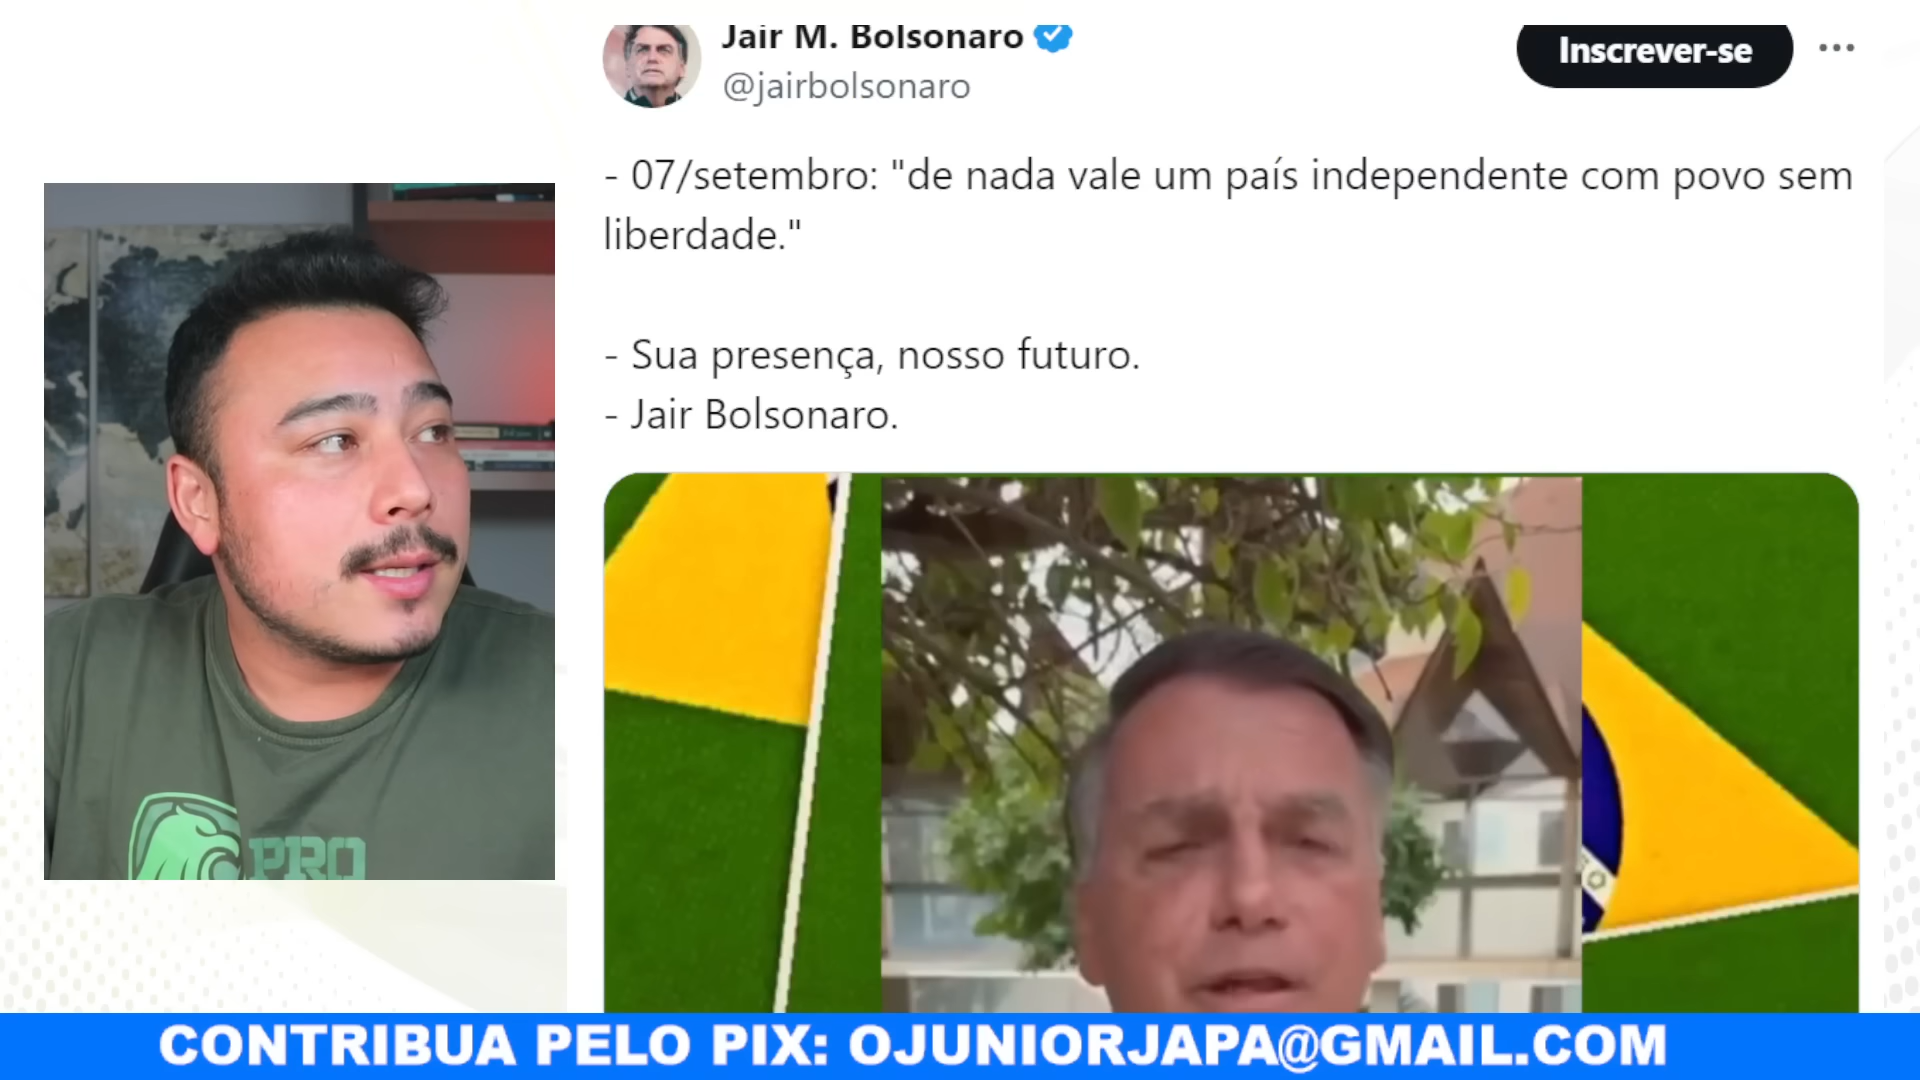 Jair M. Bolsonaro
@jairbolsonaro
Inscrever-se
- 07/setembro: "de nada vale um país independente com povo sem
liberdade."
- Sua presença, nosso futuro.
- Jair Bolsonaro.
PRO
CONTRIBUA PELO PIX: OJUNIORJAPA@GMAIL.COM